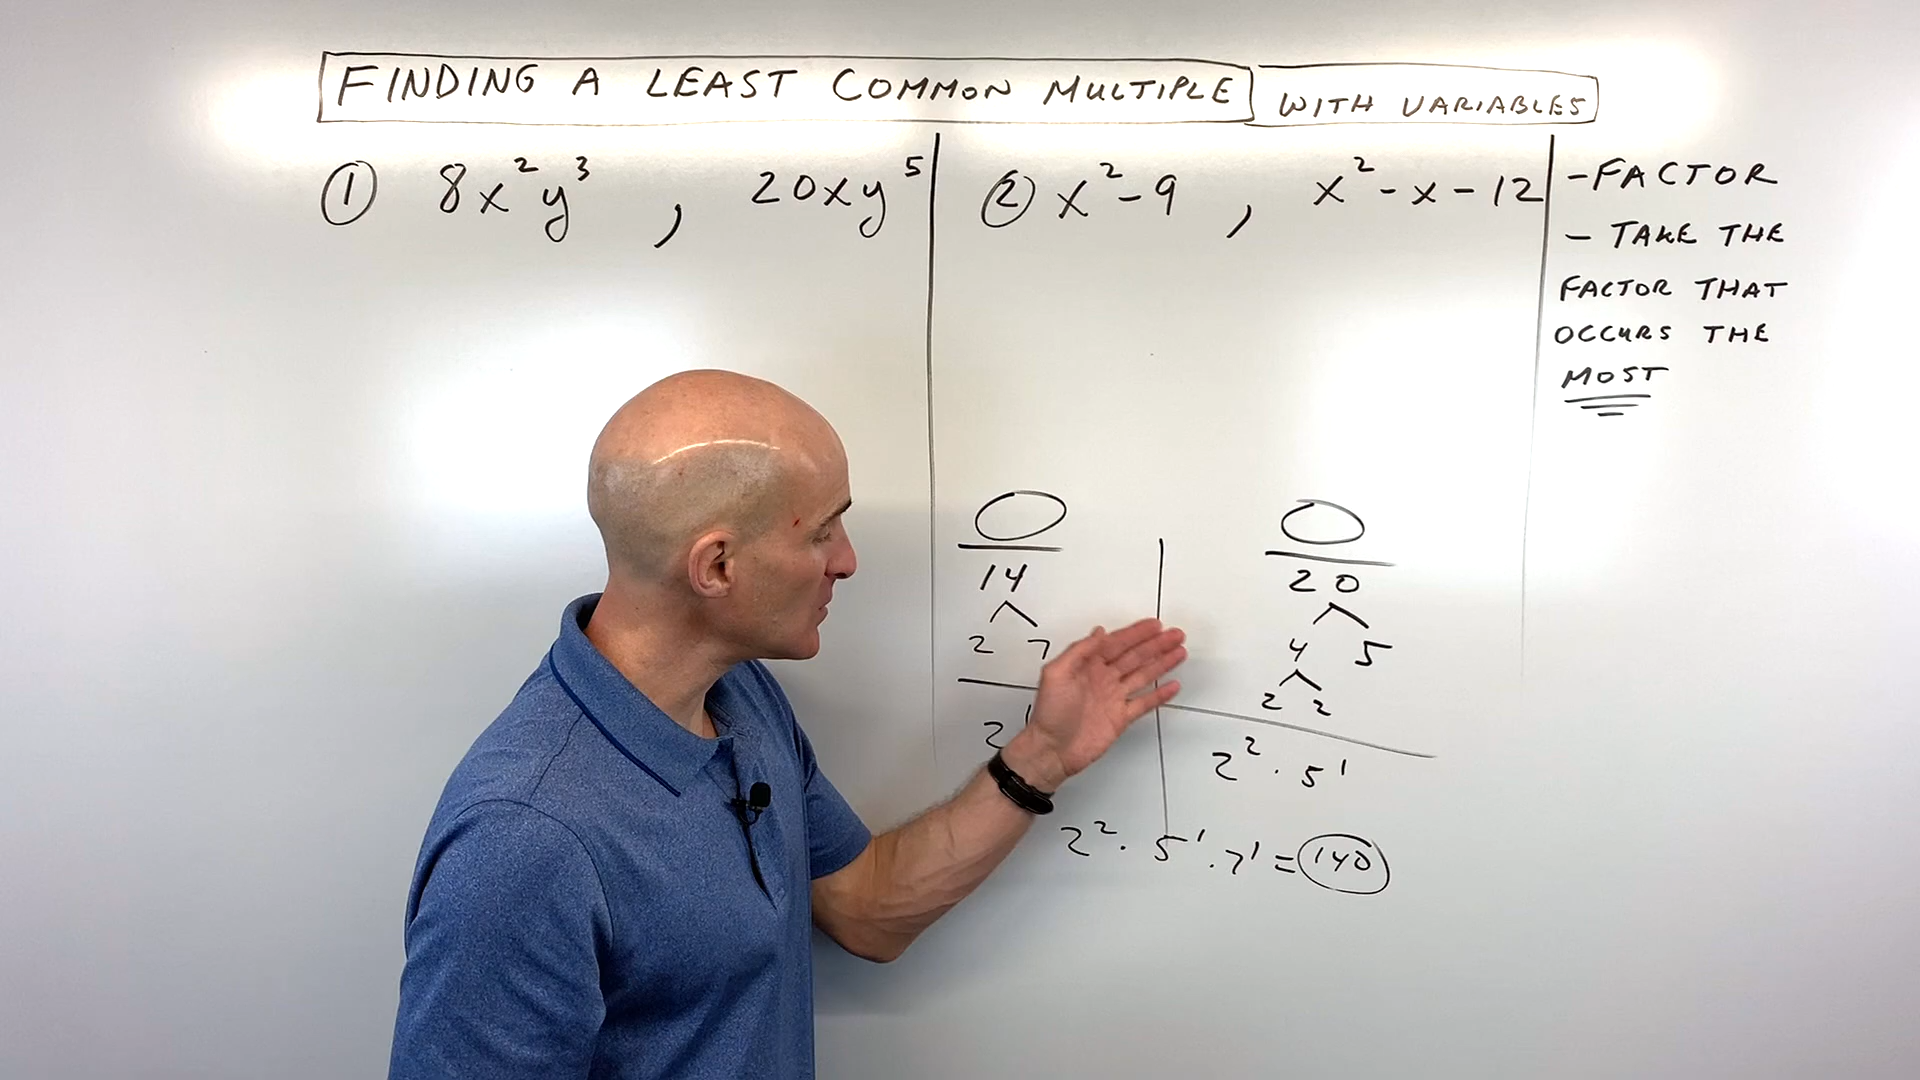 FINDING A LEAST COMMON MULTIPLE WITH VARIABLES
① 8x²y³ , 20xy⁵
② x²-9 , x²-x-12
-FACTOR
- TAKE THE
FACTOR THAT
OCCURS THE
MOST
14
2 7
2
20
4 5
2 2
2² · 5¹
2² · 5¹ · 7¹ = 140